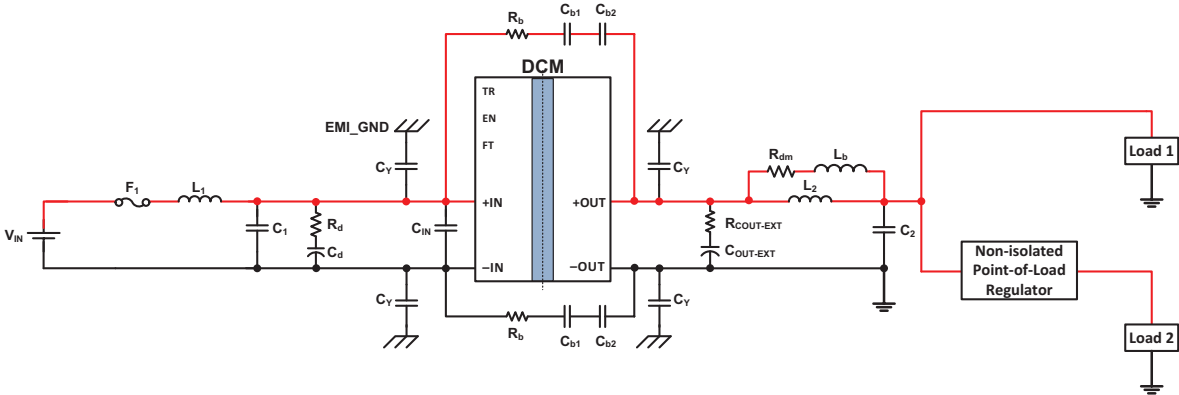 Rb
Cb1
Cb2
DCM
TR
EN
FT
EMI_GND
CY
CY
F1
L1
Rdm
Lb
L2
Load 1
+IN
+OUT
VIN
C1
Rd
Cd
CIN
RCOUT-EXT
COUT-EXT
C2
–IN
–OUT
Non-isolated
Point-of-Load
Regulator
CY
CY
Rb
Cb1
Cb2
Load 2